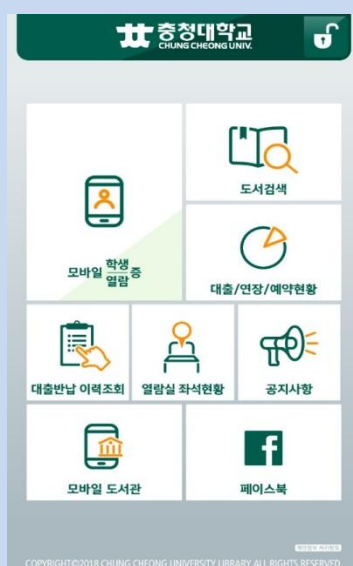 충청대학교
CHUNG CHEONG UNIV.
도서검색
모바일 학생 열람 증
대출/연장/예약현황
대출반납 이력조회
열람실 좌석현황
공지사항
모바일 도서관
페이스북
COPYRIGHT©2018 CHUNG CHEONG UNIVERSITY LIBRARY ALL RIGHTS RESERVED